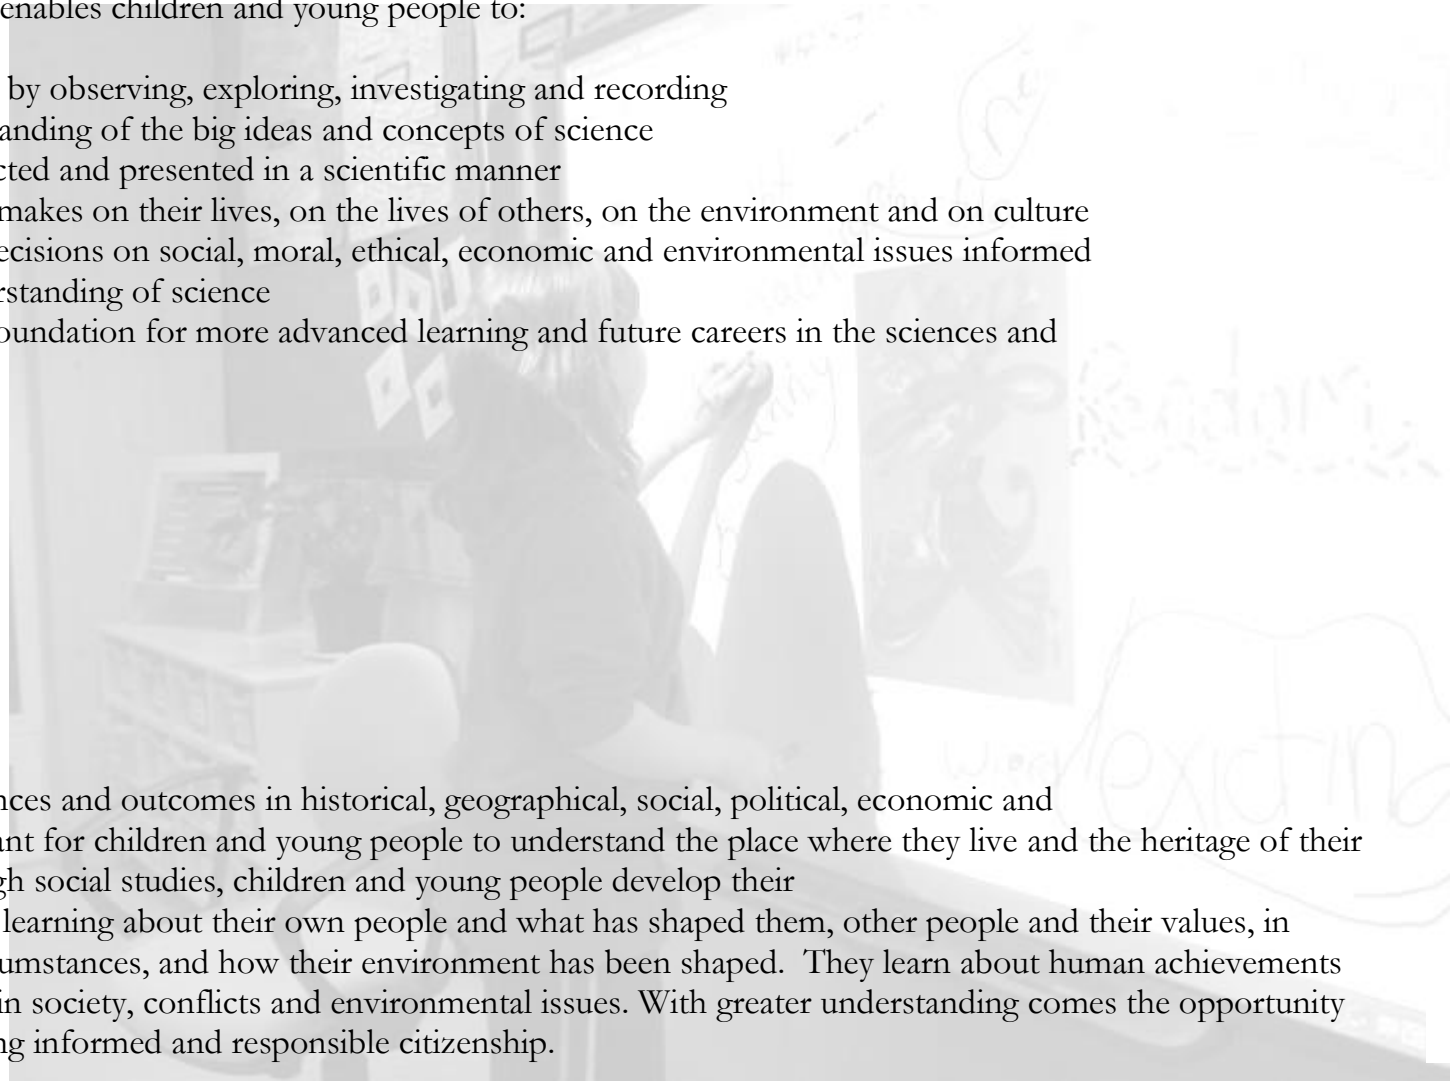 enables children and young people to:
by observing, exploring, investigating and recording
anding of the big ideas and concepts of science
cted and presented in a scientific manner
makes on their lives, on the lives of others, on the environment and on culture
ecisions on social, moral, ethical, economic and environmental issues informed
rstanding of science
oundation for more advanced learning and future careers in the sciences and
Random
exictin
nces and outcomes in historical, geographical, social, political, economic and
ant for children and young people to understand the place where they live and the heritage of their
gh social studies, children and young people develop their
learning about their own people and what has shaped them, other people and their values, in
umstances, and how their environment has been shaped.  They learn about human achievements
in society, conflicts and environmental issues. With greater understanding comes the opportunity
ng informed and responsible citizenship.